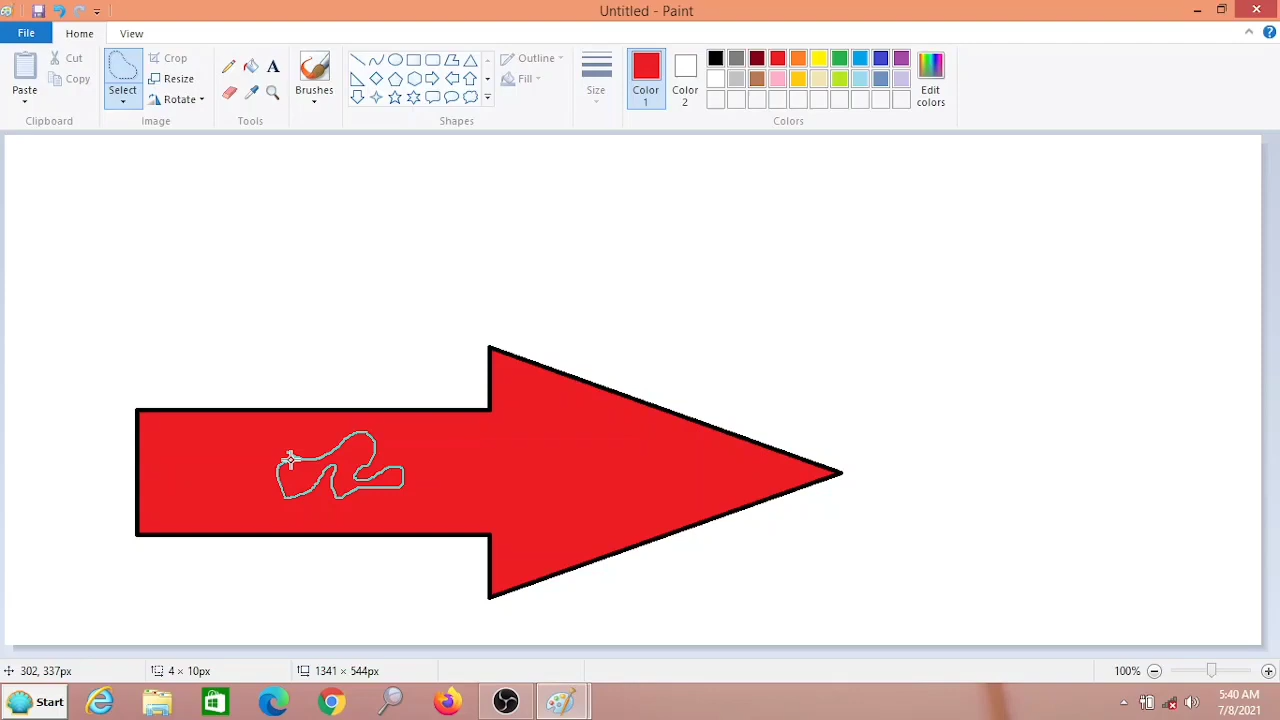 Untitled - Paint
File
Home
View
Paste
Cut
Copy
Clipboard
Select
Crop
Resize
Rotate
Image
A
Tools
Brushes
Outline
Fill
Shapes
Size
Color
1
Color
2
Edit
colors
Colors
302, 337px
4 × 10px
1341 × 544px
100%
Start
5:40 AM
7/8/2021